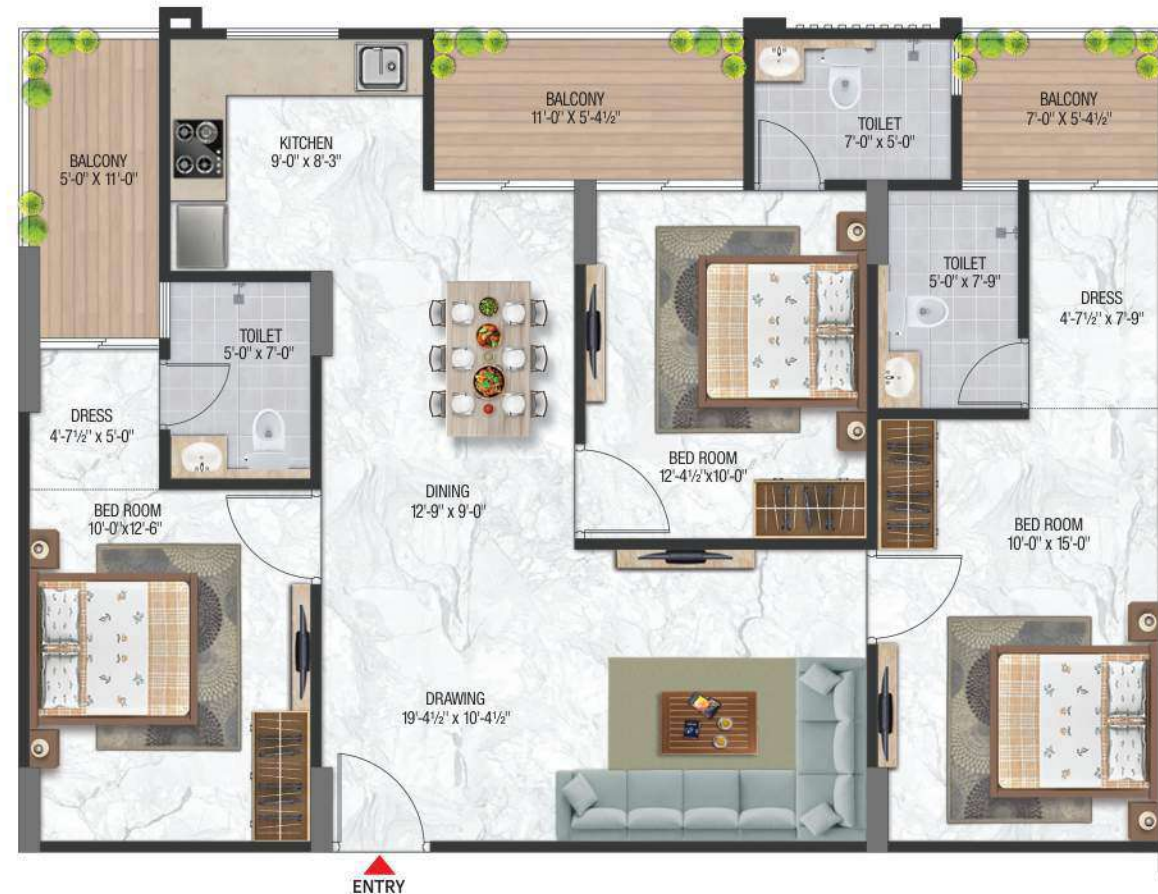 BALCONY
5'-0" X 11'-0"
KITCHEN
9'-0" x 8'-3"
BALCONY
11'-0" X 5'-4½"
TOILET
7'-0" x 5'-0"
BALCONY
7'-0" X 5'-4½"
TOILET
5'-0" x 7'-0"
TOILET
5'-0" x 7'-9"
DRESS
4'-7½" x 7'-9"
DRESS
4'-7½" x 5'-0"
BED ROOM
10'-0"x12'-6"
DINING
12'-9" x 9'-0"
BED ROOM
12'-4½"x10'-0"
BED ROOM
10'-0" x 15'-0"
DRAWING
19'-4½" x 10'-4½"
ENTRY